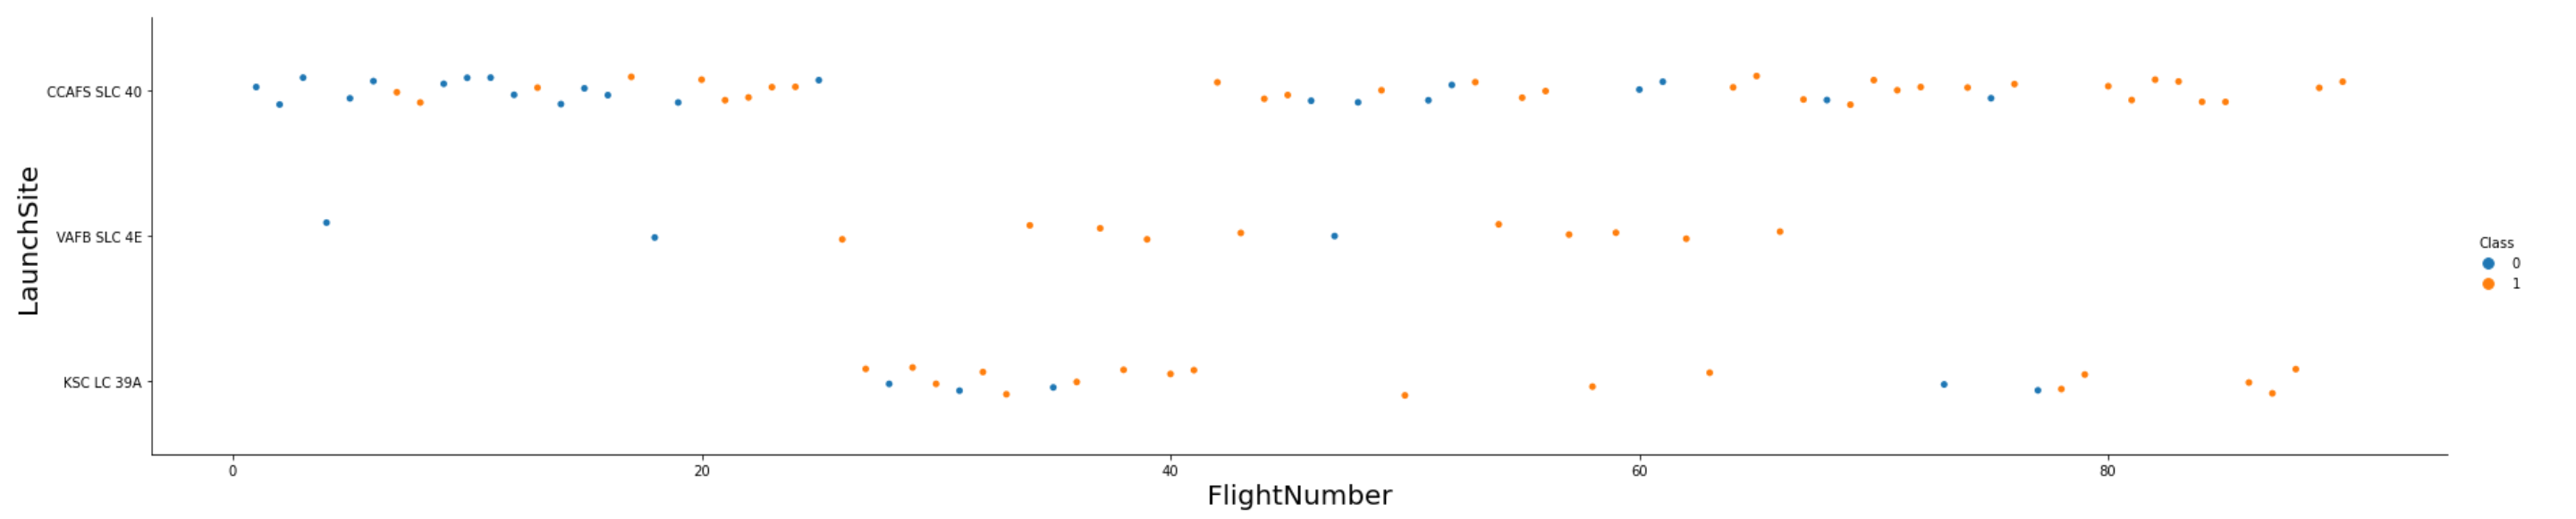 LaunchSite
CCAFS SLC 40
VAFB SLC 4E
KSC LC 39A
0 20 40 60 80
FlightNumber
Class
0
1